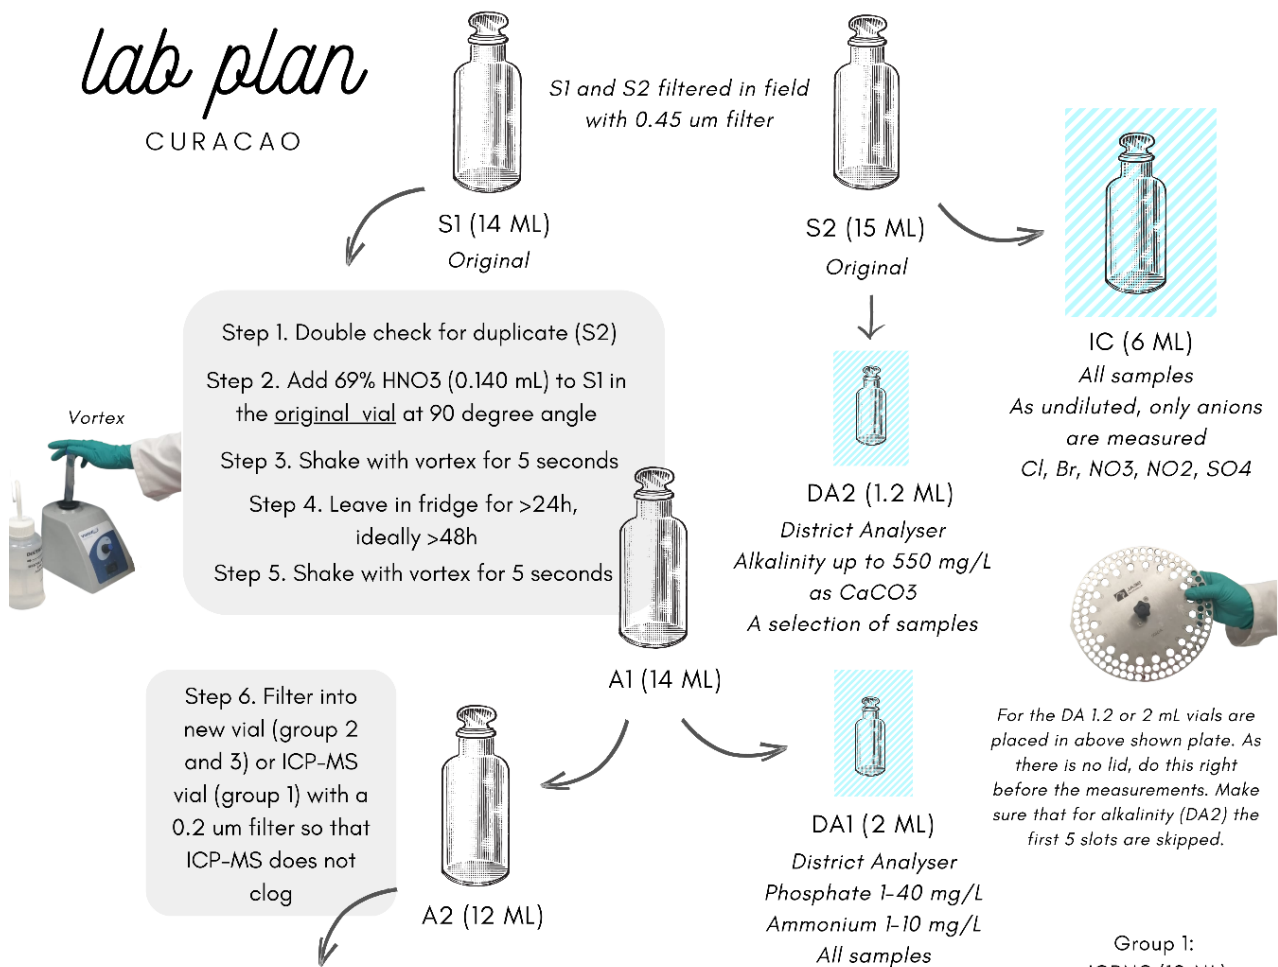 lab plan
CURACAO
S1 and S2 filtered in field
with 0.45 um filter
S1 (14 ML)
Original
S2 (15 ML)
Original
IC (6 ML)
All samples
As undiluted, only anions
are measured
Cl, Br, NO3, NO2, SO4
Step 1. Double check for duplicate (S2)
Step 2. Add 69% HNO3 (0.140 mL) to S1 in
the original vial at 90 degree angle
Step 3. Shake with vortex for 5 seconds
Step 4. Leave in fridge for >24h,
ideally >48h
Step 5. Shake with vortex for 5 seconds
Vortex
DA2 (1.2 ML)
District Analyser
Alkalinity up to 550 mg/L
as CaCO3
A selection of samples
A1 (14 ML)
Step 6. Filter into
new vial (group 2
and 3) or ICP-MS
vial (group 1) with a
0.2 um filter so that
ICP-MS does not
clog
A2 (12 ML)
DA1 (2 ML)
District Analyser
Phosphate 1-40 mg/L
Ammonium 1-10 mg/L
All samples
For the DA 1.2 or 2 mL vials are
placed in above shown plate. As
there is no lid, do this right
before the measurements. Make
sure that for alkalinity (DA2) the
first 5 slots are skipped.
Group 1: